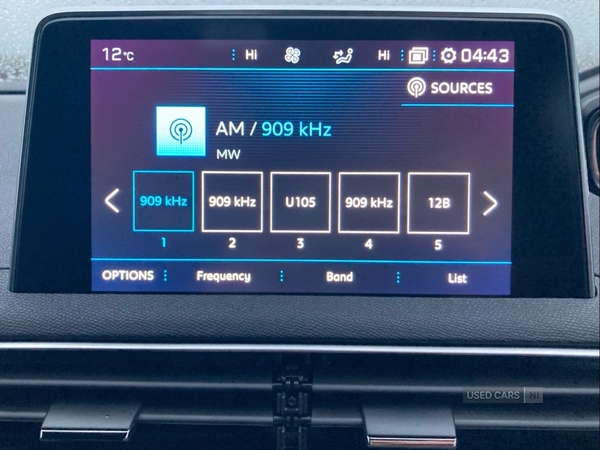 12°C Hi Hi 04:43
SOURCES
AM / 909 kHz
MW
909 kHz 909 kHz U105 909 kHz 12B
1 2 3 4 5
OPTIONS Frequency Band List
USED CARS NI